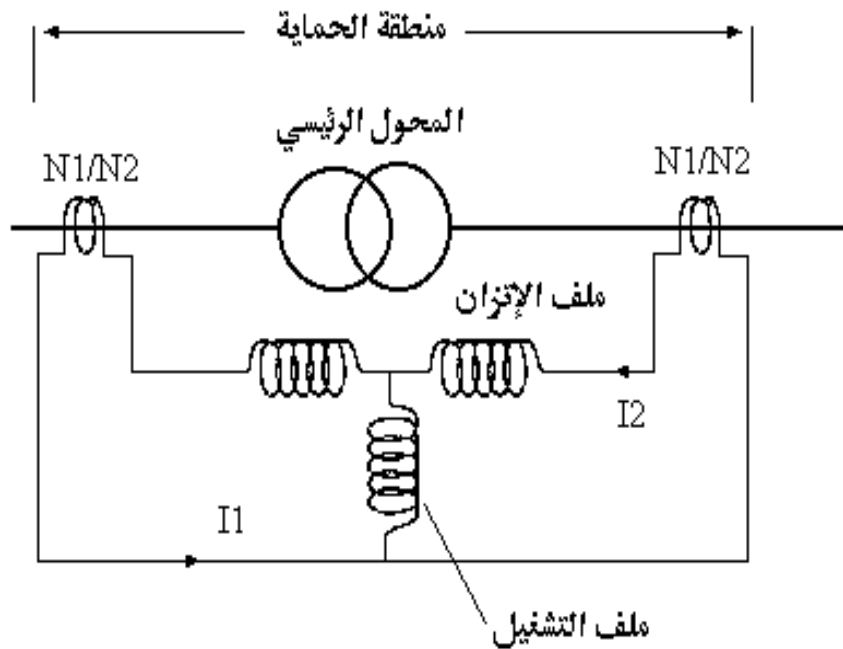 منطقة الحماية
المحول الرئيسي
N1/N2
N1/N2
ملف الإتزان
I2
I1
ملف التشغيل